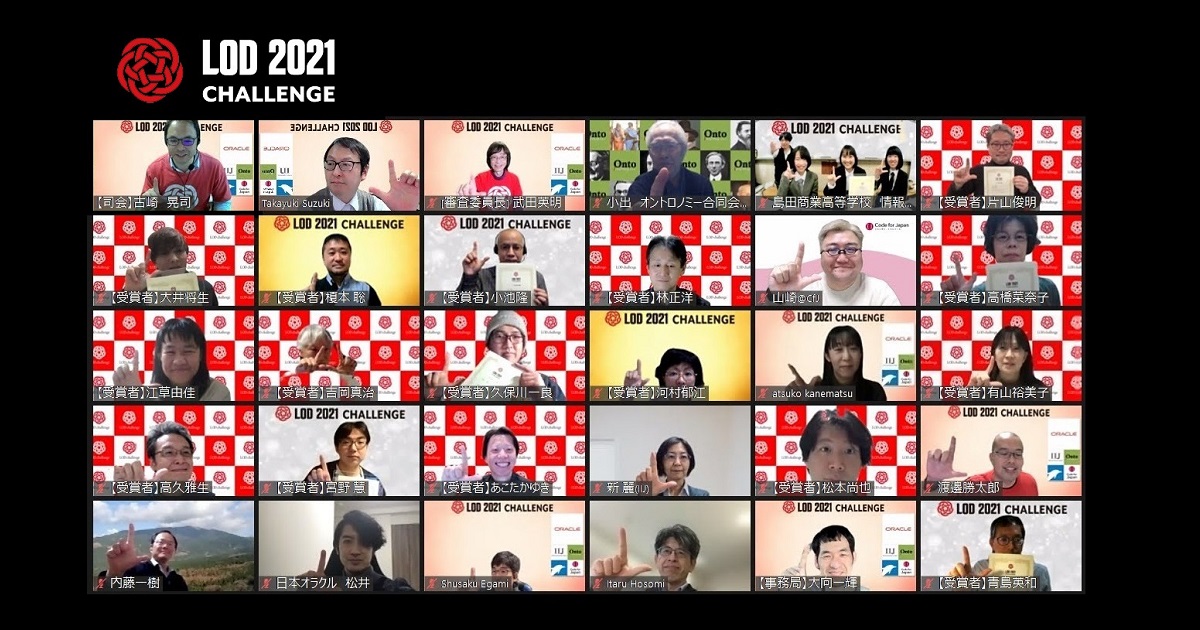 LOD 2021
CHALLENGE
【司会】古崎 晃司
Takayuki Suzuki
(審査委員長) 武田英明
小出 オントロノミー合同会...
島田商業高等学校 情報...
【受賞者】片山俊明
【受賞者】大井将生
【受賞者】榎本 聡
【受賞者】小池隆
【受賞者】林正洋
山崎@CfJ
【受賞者】高橋菜奈子
【受賞者】江草由佳
【受賞者】吉岡真治
【受賞者】久保川一良
【受賞者】河村郁江
atsuko kanematsu
【受賞者】有山裕美子
【受賞者】高久雅生
【受賞者】宮野 慧
【受賞者】あこたかゆき
新 麗(IIJ)
【受賞者】松本尚也
渡邊勝太郎
内藤一樹
日本オラクル 松井
Shusaku Egami
Itaru Hosomi
【事務局】大向一輝
【受賞者】青島英和
LOD 2021 CHALLENGE
ORACLE
IIJ
Onto
Code for Japan